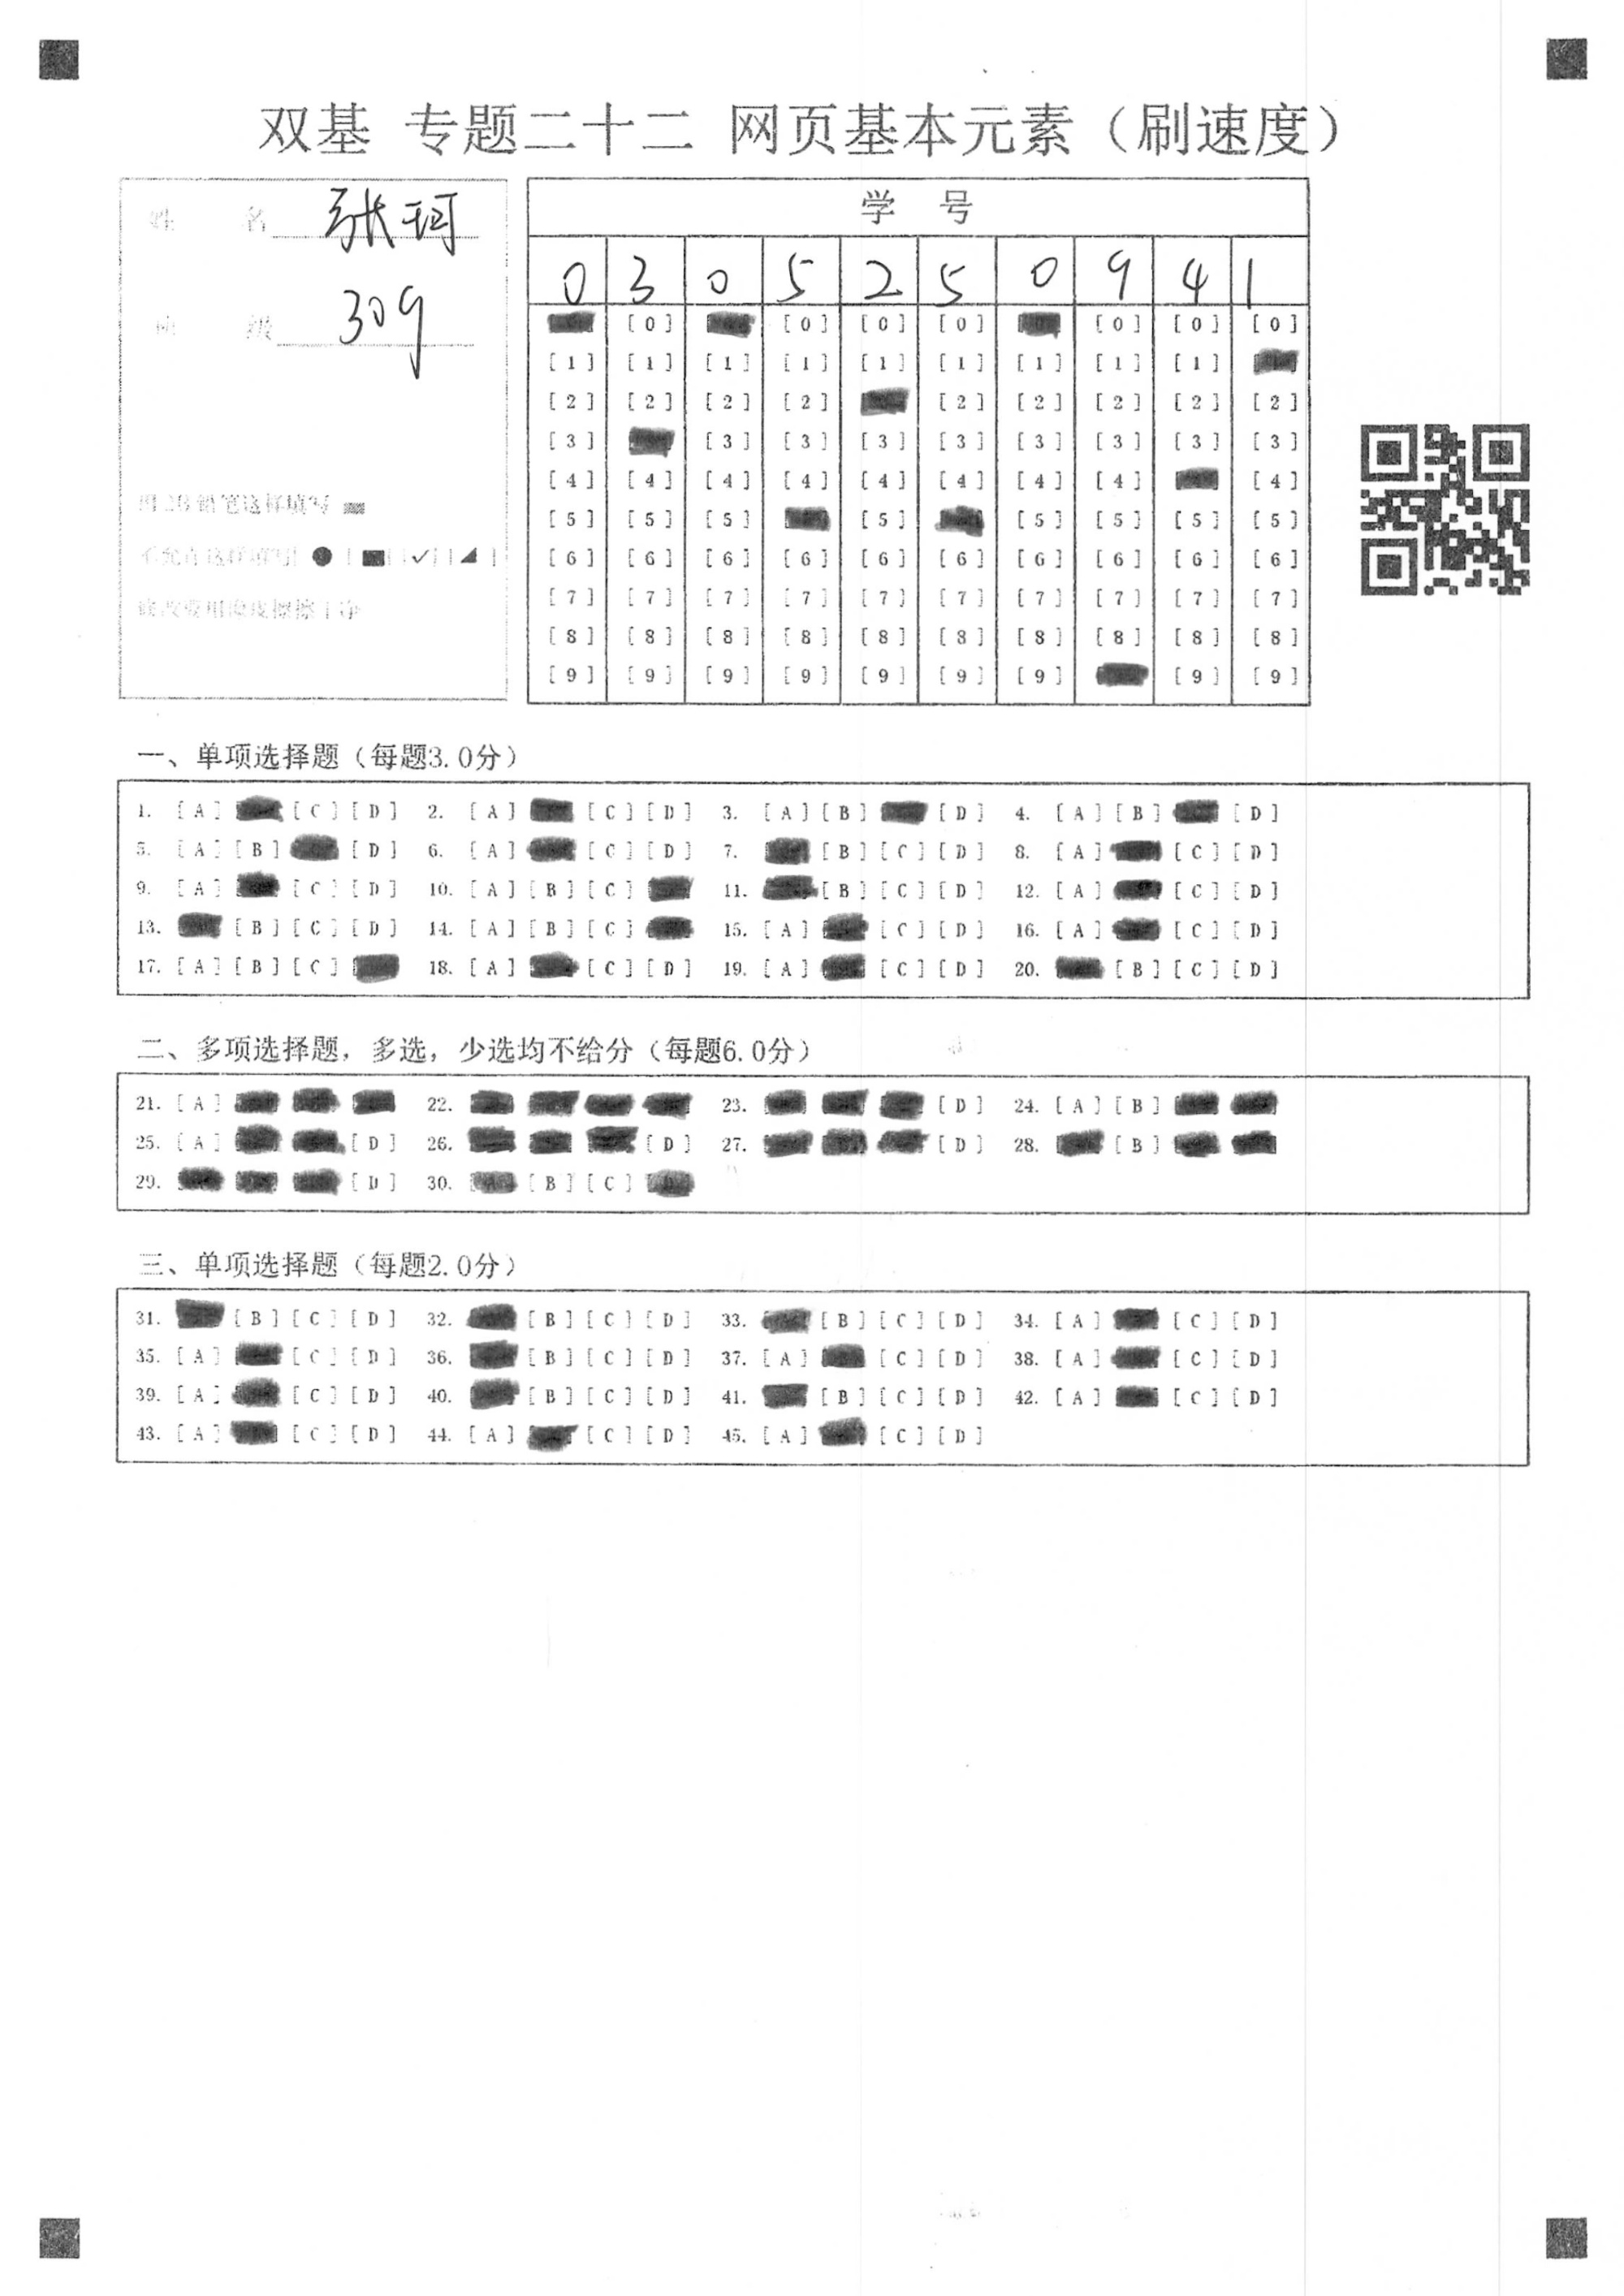 双基 专题二十二 网页基本元素（刷速度）
姓 名 张珂
班 级 309
用2B铅笔这样填写
不允许这样填写[●][■][✓][◢]
修改要用橡皮擦擦干净
学 号
0 3 0 5 2 5 0 9 4 1
[0] [0] [0] [0] [0] [0] [0]
[1] [1] [1] [1] [1] [1] [1] [1] [1]
[2] [2] [2] [2] [2] [2] [2] [2] [2]
[3] [3] [3] [3] [3] [3] [3] [3] [3]
[4] [4] [4] [4] [4] [4] [4] [4] [4]
[5] [5] [5] [5] [5] [5] [5] [5]
[6] [6] [6] [6] [6] [6] [6] [6] [6] [6]
[7] [7] [7] [7] [7] [7] [7] [7] [7] [7]
[8] [8] [8] [8] [8] [8] [8] [8] [8] [8]
[9] [9] [9] [9] [9] [9] [9] [9] [9]
一、单项选择题（每题3.0分）
1. [A] [C] [D] 2. [A] [C] [D] 3. [A] [B] [D] 4. [A] [B] [D]
5. [A] [B] [D] 6. [A] [C] [D] 7. [B] [C] [D] 8. [A] [C] [D]
9. [A] [C] [D] 10. [A] [B] [C] 11. [B] [C] [D] 12. [A] [C] [D]
13. [B] [C] [D] 14. [A] [B] [C] 15. [A] [C] [D] 16. [A] [C] [D]
17. [A] [B] [C] 18. [A] [C] [D] 19. [A] [C] [D] 20. [B] [C] [D]
二、多项选择题，多选，少选均不给分（每题6.0分）
21. [A] 22. 23. [D] 24. [A] [B]
25. [A] [D] 26. [D] 27. [D] 28. [B]
29. [D] 30. [A] [B] [C] [D]
三、单项选择题（每题2.0分）
31. [B] [C] [D] 32. [B] [C] [D] 33. [B] [C] [D] 34. [A] [C] [D]
35. [A] [C] [D] 36. [B] [C] [D] 37. [A] [C] [D] 38. [A] [C] [D]
39. [A] [C] [D] 40. [B] [C] [D] 41. [B] [C] [D] 42. [A] [C] [D]
43. [A] [C] [D] 44. [A] [C] [D] 45. [A] [C] [D]